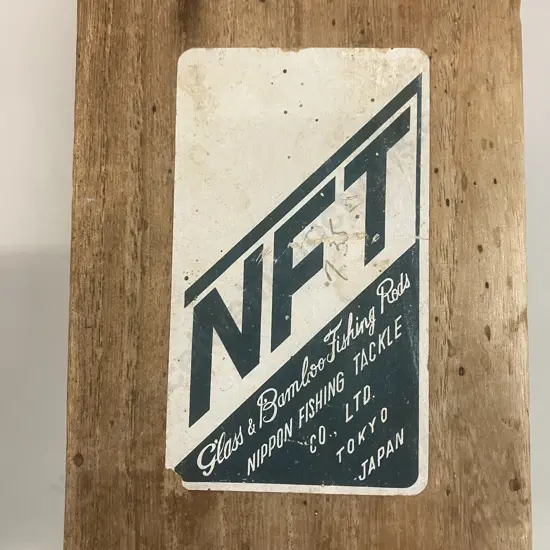 NFT
Glass & Bamboo Fishing Rods
NIPPON FISHING TACKLE
CO., LTD.
TOKYO
JAPAN